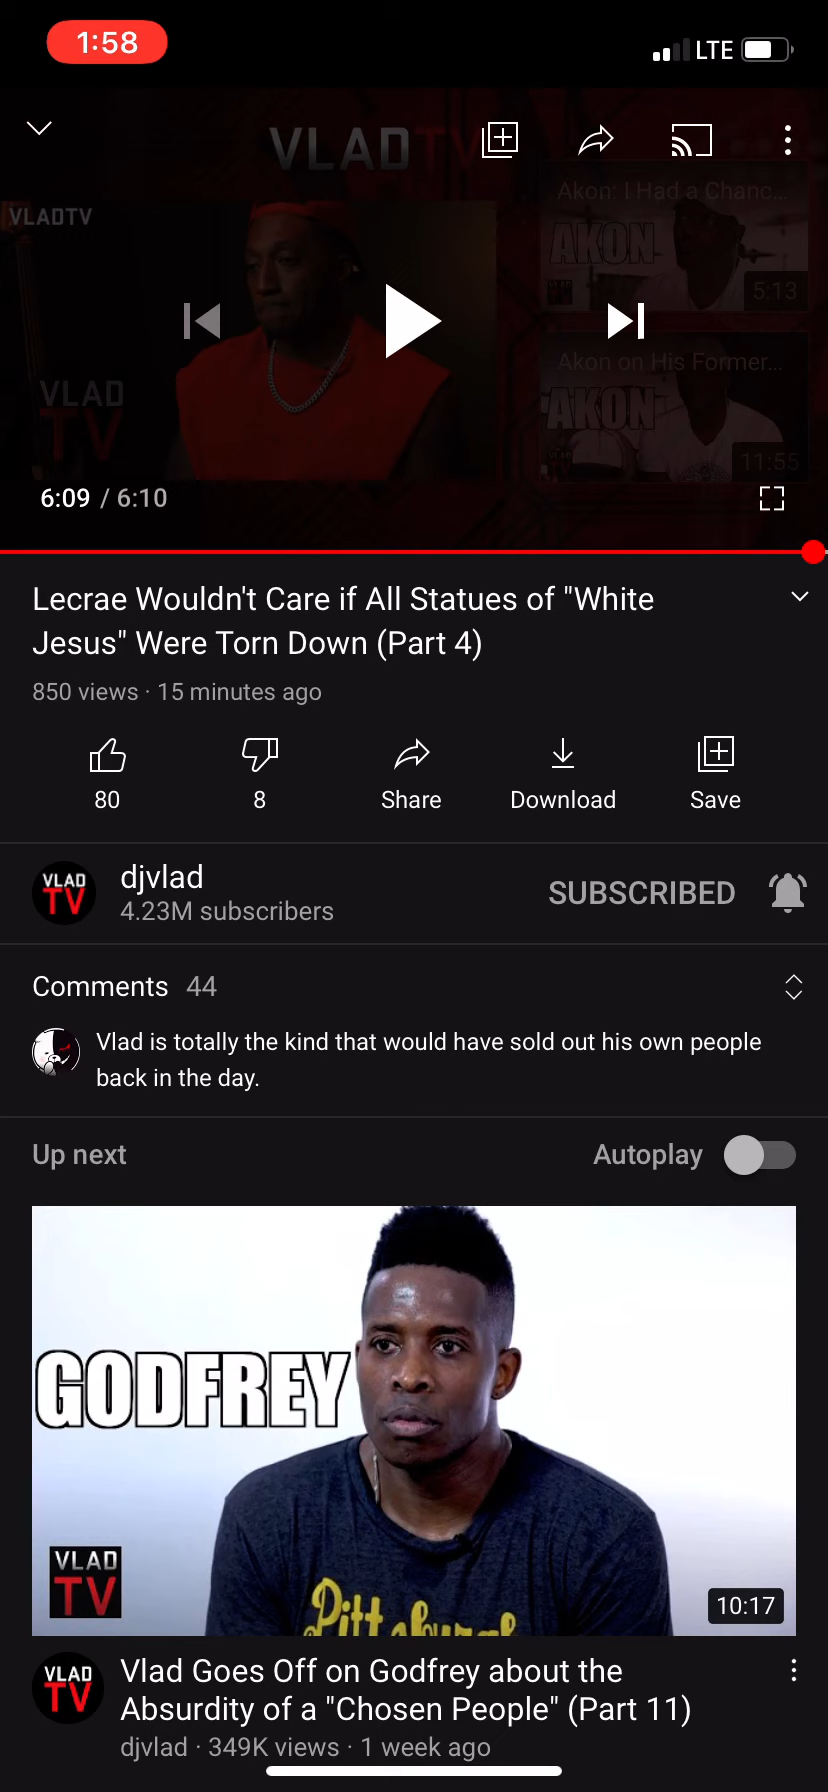 1:58
LTE
VLADTV
VLADTV
Akon: I Had a Chanc...
AKON
5:13
VLAD
TV
Akon on His Former...
AKON
11:55
6:09 / 6:10
Lecrae Wouldn't Care if All Statues of "White
Jesus" Were Torn Down (Part 4)
850 views · 15 minutes ago
80
8
Share
Download
Save
VLAD
TV
djvlad
4.23M subscribers
SUBSCRIBED
Comments 44
Vlad is totally the kind that would have sold out his own people
back in the day.
Up next
Autoplay
GODFREY
VLAD
TV
Pittsburgh
10:17
VLAD
TV
Vlad Goes Off on Godfrey about the
Absurdity of a "Chosen People" (Part 11)
djvlad · 349K views · 1 week ago